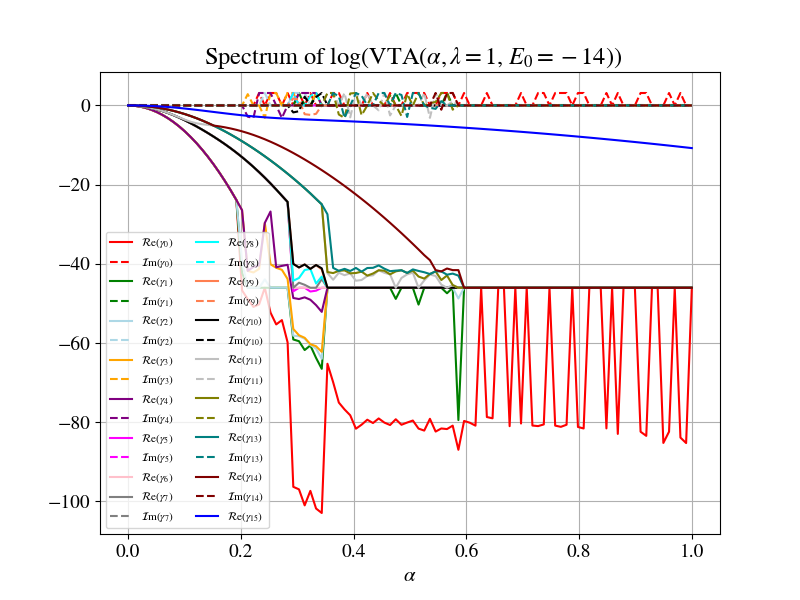 Spectrum of log(VTA(α, λ = 1, E₀ = −14))
0
−20
−40
−60
−80
−100
0.0 0.2 0.4 0.6 0.8 1.0
α
ℛe(γ₀) ℛe(γ₈)
ℐm(γ₀) ℐm(γ₈)
ℛe(γ₁) ℛe(γ₉)
ℐm(γ₁) ℐm(γ₉)
ℛe(γ₂) ℛe(γ₁₀)
ℐm(γ₂) ℐm(γ₁₀)
ℛe(γ₃) ℛe(γ₁₁)
ℐm(γ₃) ℐm(γ₁₁)
ℛe(γ₄) ℛe(γ₁₂)
ℐm(γ₄) ℐm(γ₁₂)
ℛe(γ₅) ℛe(γ₁₃)
ℐm(γ₅) ℐm(γ₁₃)
ℛe(γ₆) ℛe(γ₁₄)
ℛe(γ₇) ℐm(γ₁₄)
ℐm(γ₇) ℛe(γ₁₅)